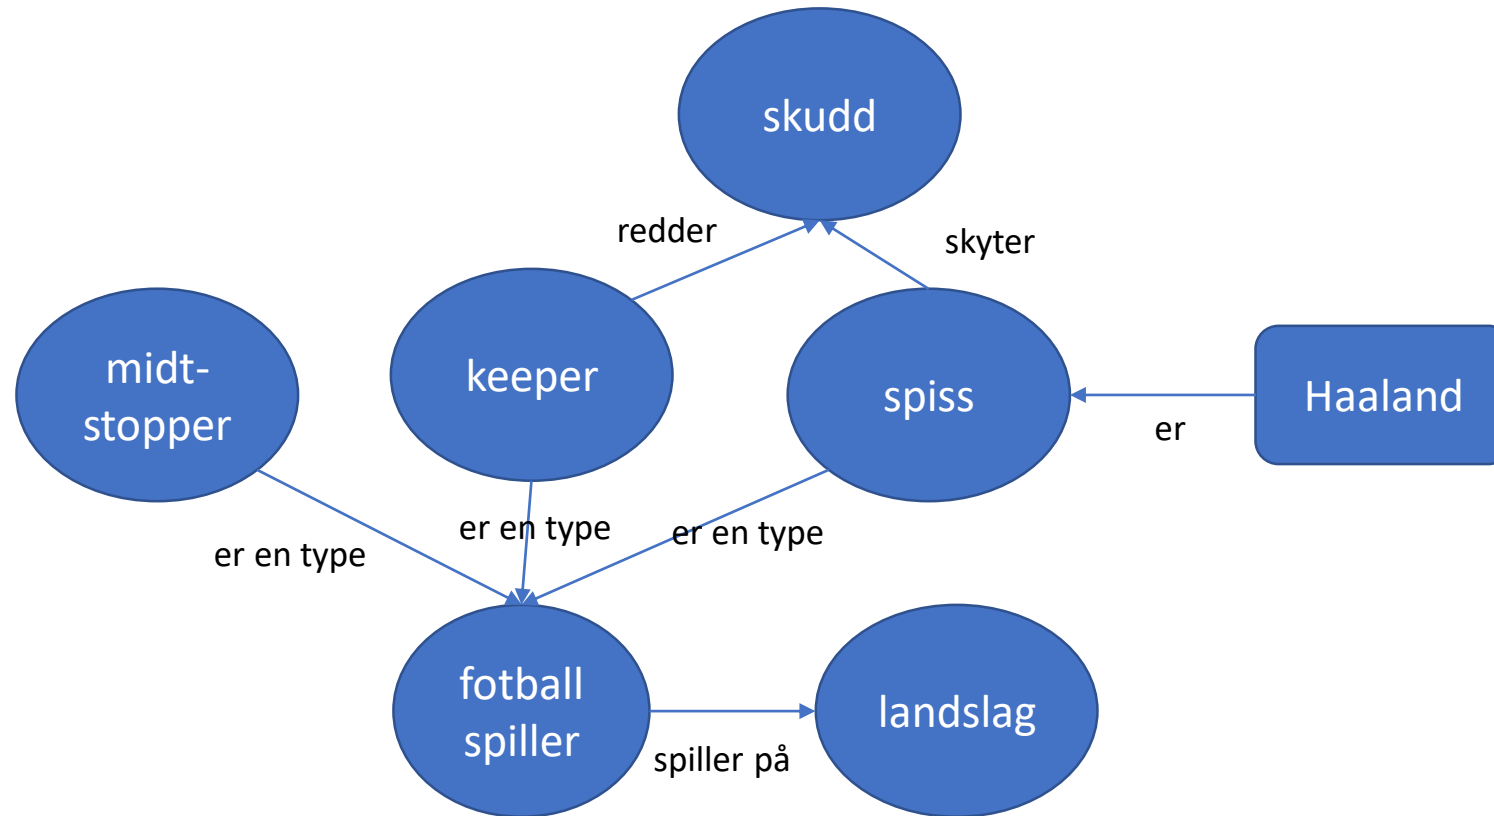 skudd
redder
skyter
midt-
stopper
keeper
spiss
Haaland
er
er en type
er en type
er en type
fotball
spiller
landslag
spiller på